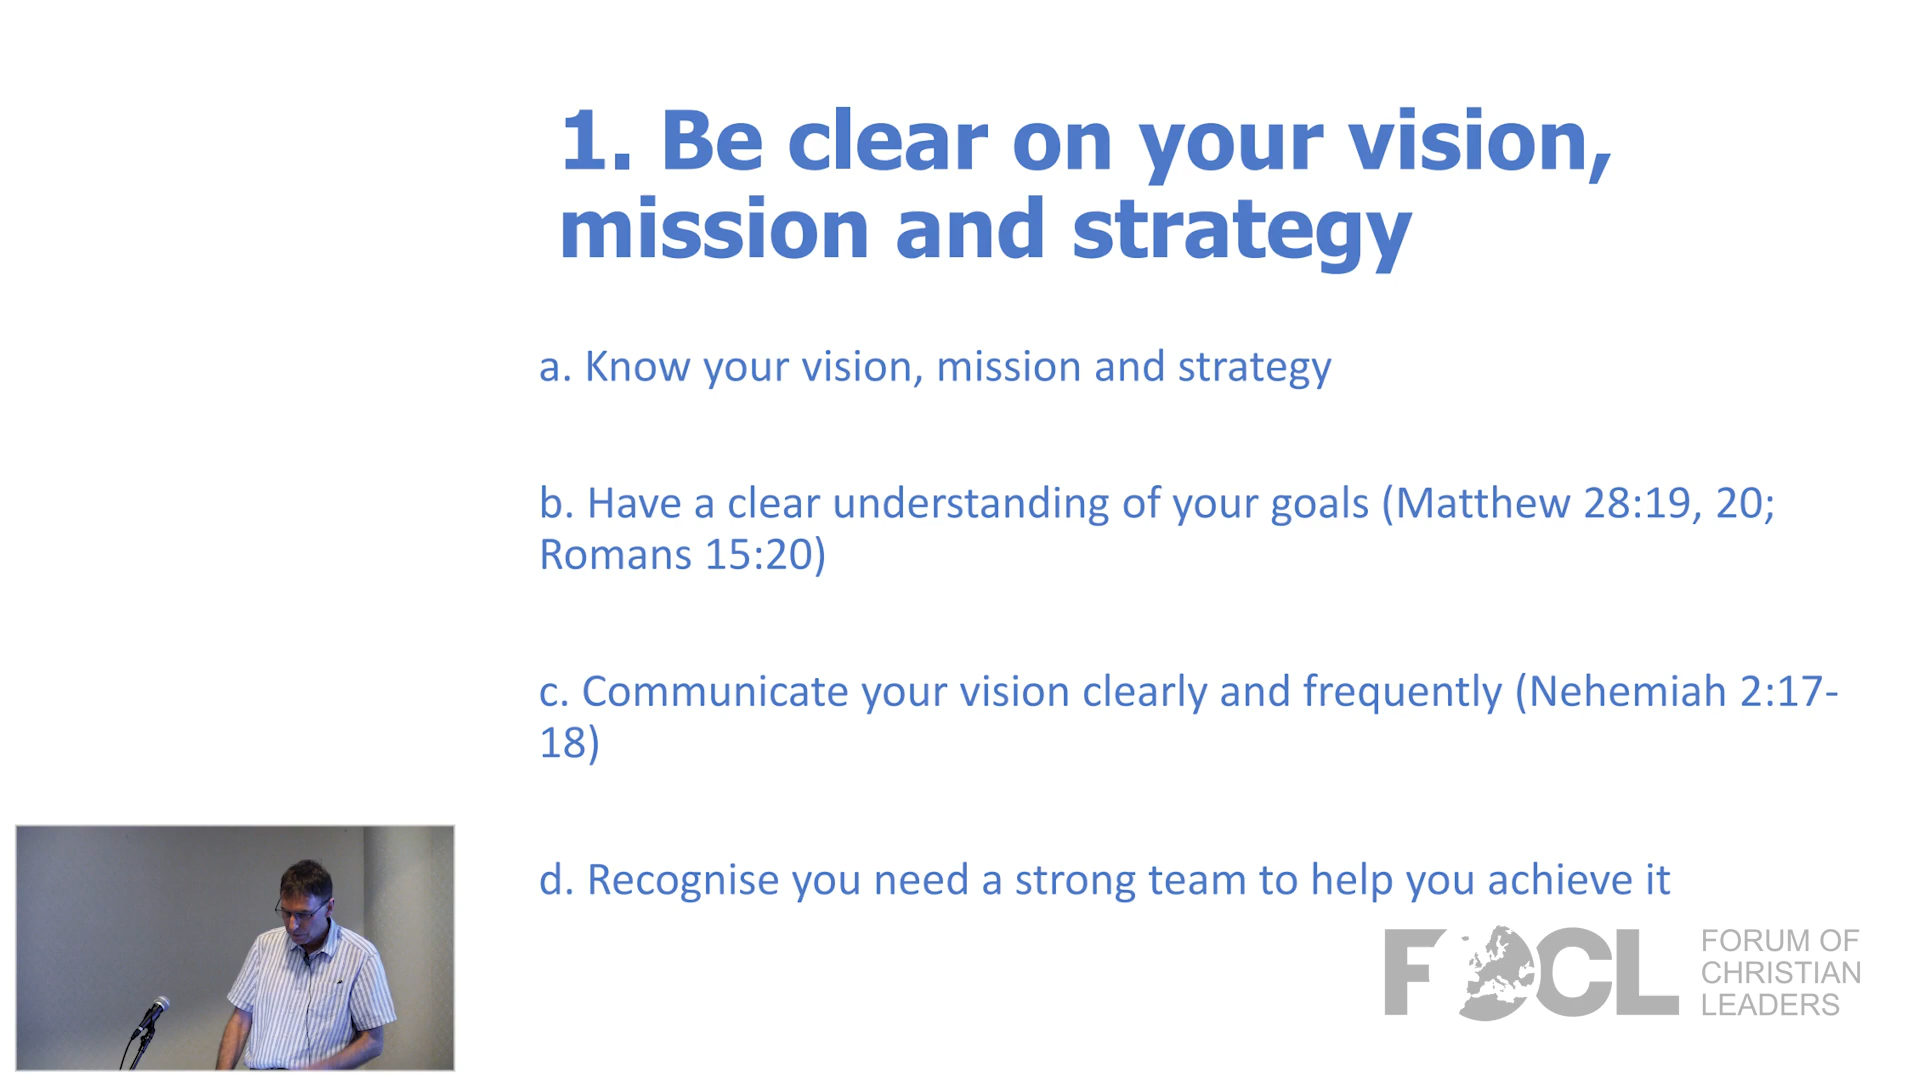 1. Be clear on your vision,
mission and strategy
a. Know your vision, mission and strategy
b. Have a clear understanding of your goals (Matthew 28:19, 20;
Romans 15:20)
c. Communicate your vision clearly and frequently (Nehemiah 2:17-
18)
d. Recognise you need a strong team to help you achieve it
FOCL
FORUM OF
CHRISTIAN
LEADERS